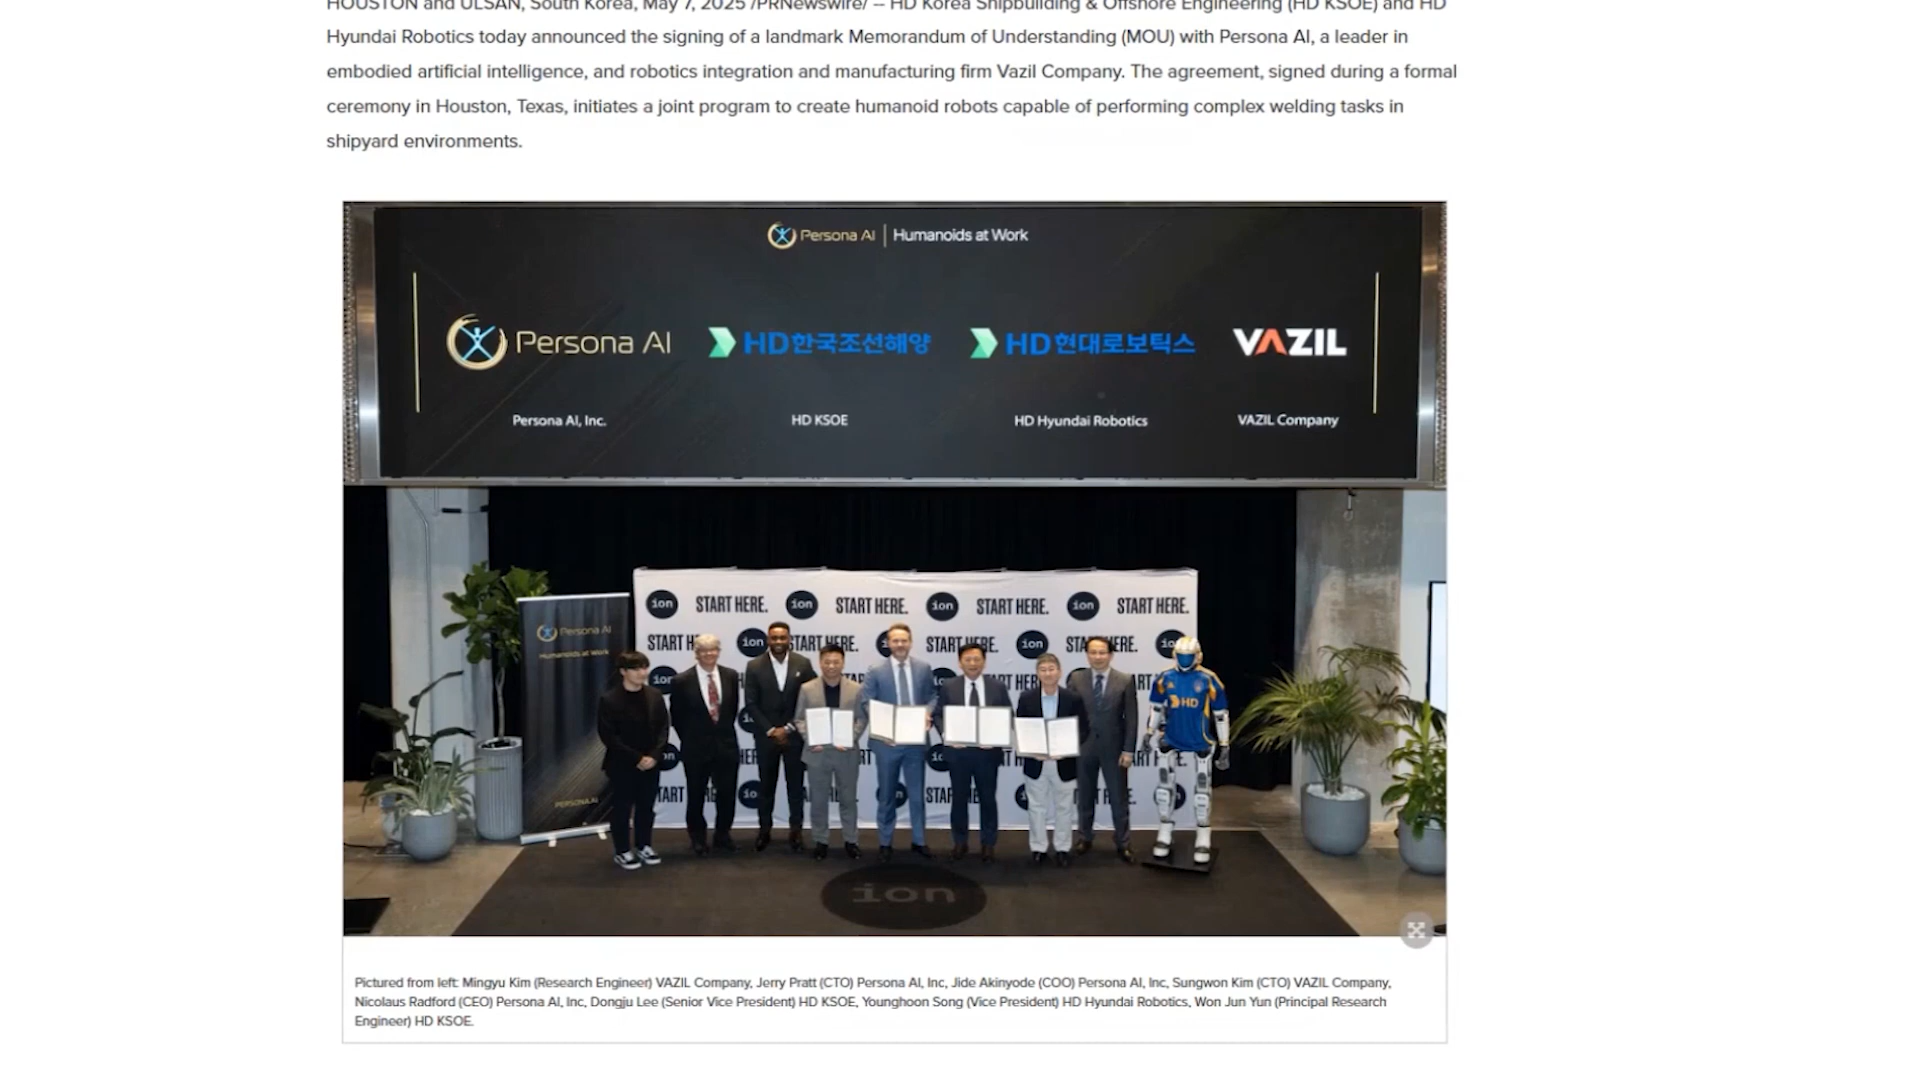 HOUSTON and ULSAN, South Korea, May 7, 2025 /PRNewswire/ -- HD Korea Shipbuilding & Offshore Engineering (HD KSOE) and HD
Hyundai Robotics today announced the signing of a landmark Memorandum of Understanding (MOU) with Persona AI, a leader in
embodied artificial intelligence, and robotics integration and manufacturing firm Vazil Company. The agreement, signed during a formal
ceremony in Houston, Texas, initiates a joint program to create humanoid robots capable of performing complex welding tasks in
shipyard environments.
Persona AI | Humanoids at Work
Persona AI HD한국조선해양 HD현대로보틱스 VAZIL
Persona AI, Inc. HD KSOE HD Hyundai Robotics VAZIL Company
ion START HERE. ion START HERE. ion START HERE. ion START HERE.
Persona AI
Humanoids at Work
START ion START HERE. START HERE. ion
HD
PERSONA AI
ion
Pictured from left: Mingyu Kim (Research Engineer) VAZIL Company, Jerry Pratt (CTO) Persona AI, Inc, Jide Akinyode (COO) Persona AI, Inc, Sungwon Kim (CTO) VAZIL Company,
Nicolaus Radford (CEO) Persona AI, Inc, Dongju Lee (Senior Vice President) HD KSOE, Younghoon Song (Vice President) HD Hyundai Robotics, Won Jun Yun (Principal Research
Engineer) HD KSOE.